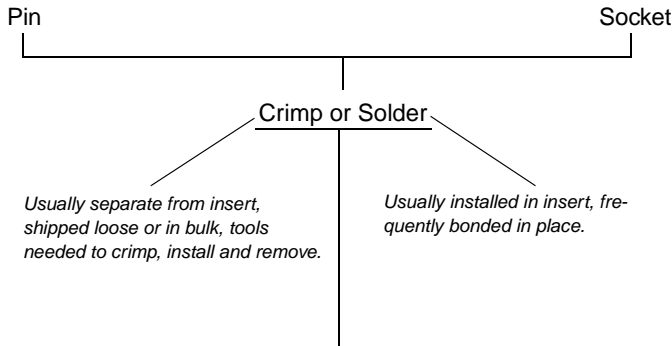 Pin
Socket
Crimp or Solder
Usually separate from insert,
shipped loose or in bulk, tools
needed to crimp, install and remove.
Usually installed in insert, fre-
quently bonded in place.